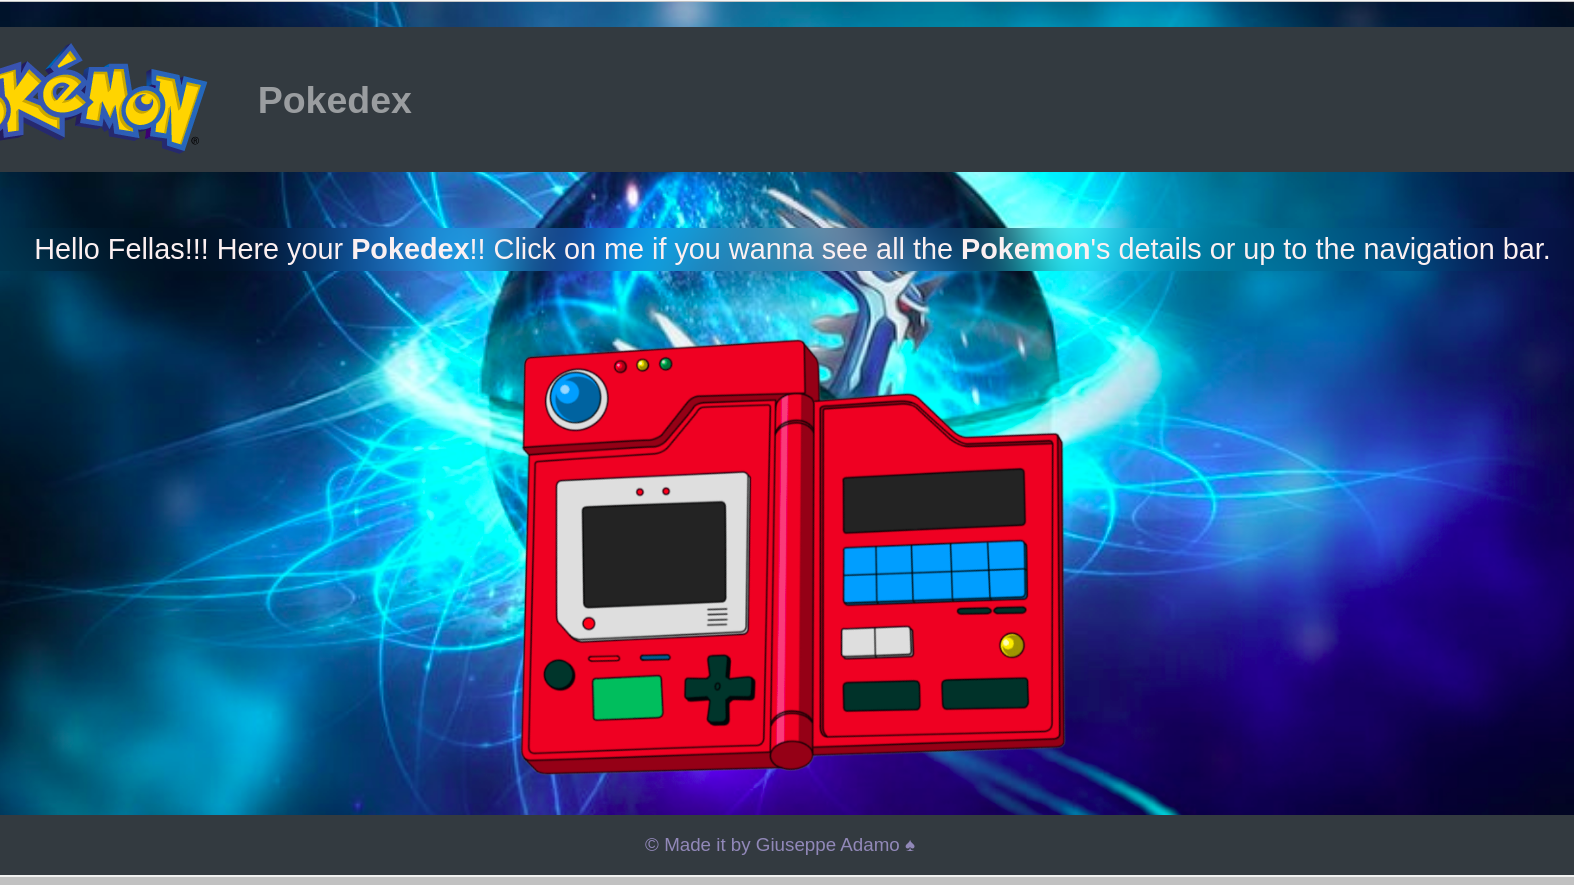 POKéMON ®
Pokedex
Hello Fellas!!! Here your Pokedex!! Click on me if you wanna see all the Pokemon's details or up to the navigation bar.
© Made it by Giuseppe Adamo ♠